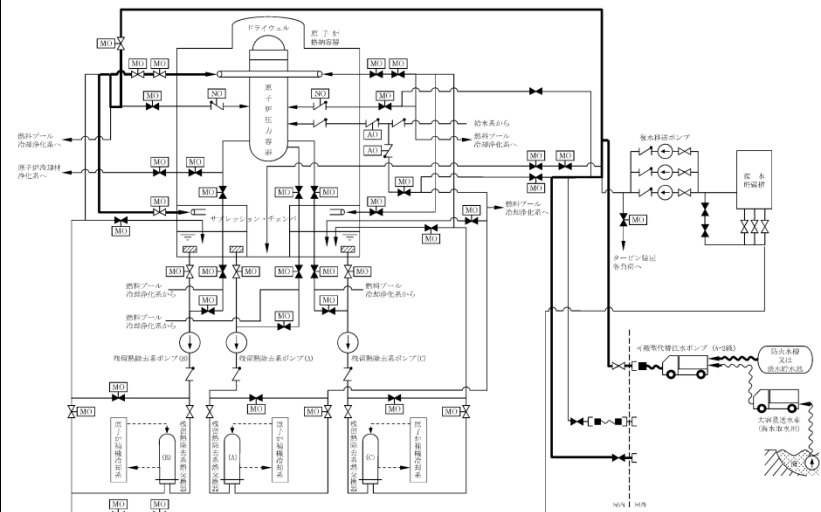 ドライウェル
原子炉
格納容器
MO
MO
MO
MO
MO
MO
NO
NO
MO
原子炉圧力容器
給水系から
AO
AO
燃料プール
冷却浄化系へ
燃料プール
冷却浄化系へ
原子炉冷却材
浄化系へ
MO
MO
MO
MO
MO
MO
MO
MO
復水移送ポンプ
復水
貯蔵槽
サプレッション・チェンバ
MO
MO
MO
MO
MO
燃料プール
冷却浄化系へ
MO
タービン駆屋
各負荷へ
MO
MO
MO
MO
MO
MO
燃料プール
冷却浄化系から
MO
MO
燃料プール
冷却浄化系から
燃料プール
冷却浄化系から
MO
残留熱除去系ポンプ(B)
残留熱除去系ポンプ(A)
残留熱除去系ポンプ(C)
可搬型代替注水ポンプ (A-2級)
防火水槽
又は
淡水貯水池
大容量送水車
(海水取水用)
海
MO
MO
MO
MO
MO
MO
MO
原子炉補機冷却系
(B)
残留熱除去系熱交換器
残留熱除去系熱交換器
(A)
原子炉補機冷却系
残留熱除去系熱交換器
(C)
原子炉補機冷却系
MO
MO
MO
屋内
屋外